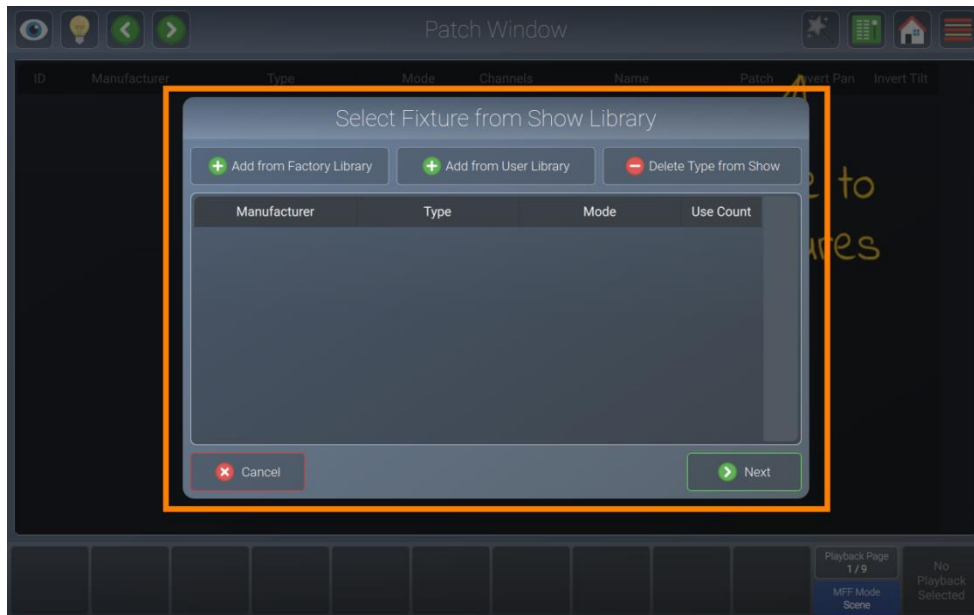 Patch Window
ID Manufacturer Type Mode Channels Name Patch Invert Pan Invert Tilt
Select Fixture from Show Library
Add from Factory Library Add from User Library Delete Type from Show
to
Manufacturer Type Mode Use Count
Cancel Next
Playback Page
1 / 9
MFF Mode
Scene
No
Playback
Selected